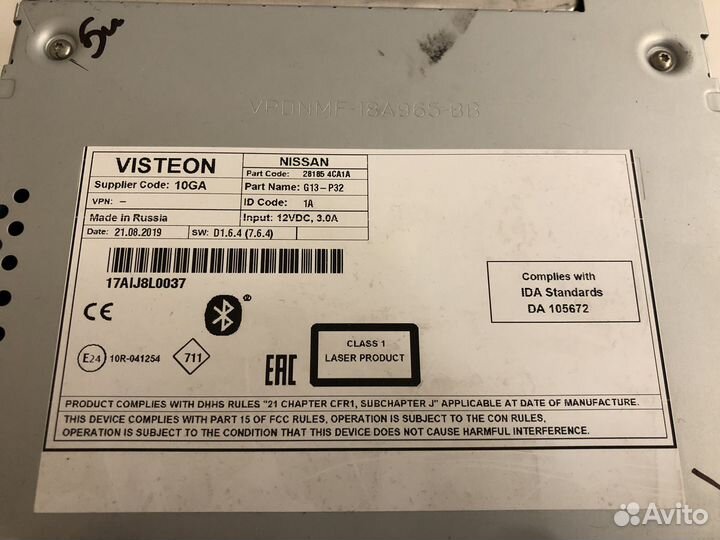 VPDNMF-18A965-BB
VISTEON
NISSAN
Part Code: 28185 4CA1A
Supplier Code: 10GA
Part Name: G13-P32
VPN: -
ID Code: 1A
Made in Russia
Input: 12VDC, 3.0A
Date: 21.08.2019
SW: D1.6.4 (7.6.4)
17AIJ8L0037
Complies with
IDA Standards
DA 105672
CE
®
CLASS 1
LASER PRODUCT
E24
10R-041254
711
EAC
PRODUCT COMPLIES WITH DHHS RULES "21 CHAPTER CFR1, SUBCHAPTER J" APPLICABLE AT DATE OF MANUFACTURE.
THIS DEVICE COMPLIES WITH PART 15 OF FCC RULES, OPERATION IS SUBJECT TO THE CON RULES,
OPERATION IS SUBJECT TO THE CONDITION THAT THIS DEVICE DOES NOT CAUSE HARMFUL INTERFERENCE.
Avito